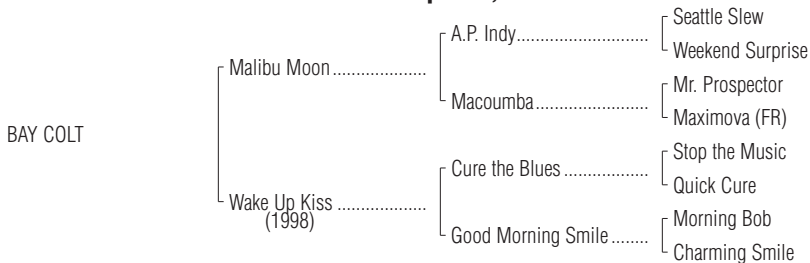 Seattle Slew
A.P. Indy
Weekend Surprise
Malibu Moon
Mr. Prospector
Macoumba
Maximova (FR)
BAY COLT
Stop the Music
Cure the Blues
Quick Cure
Wake Up Kiss
(1998)
Morning Bob
Good Morning Smile
Charming Smile